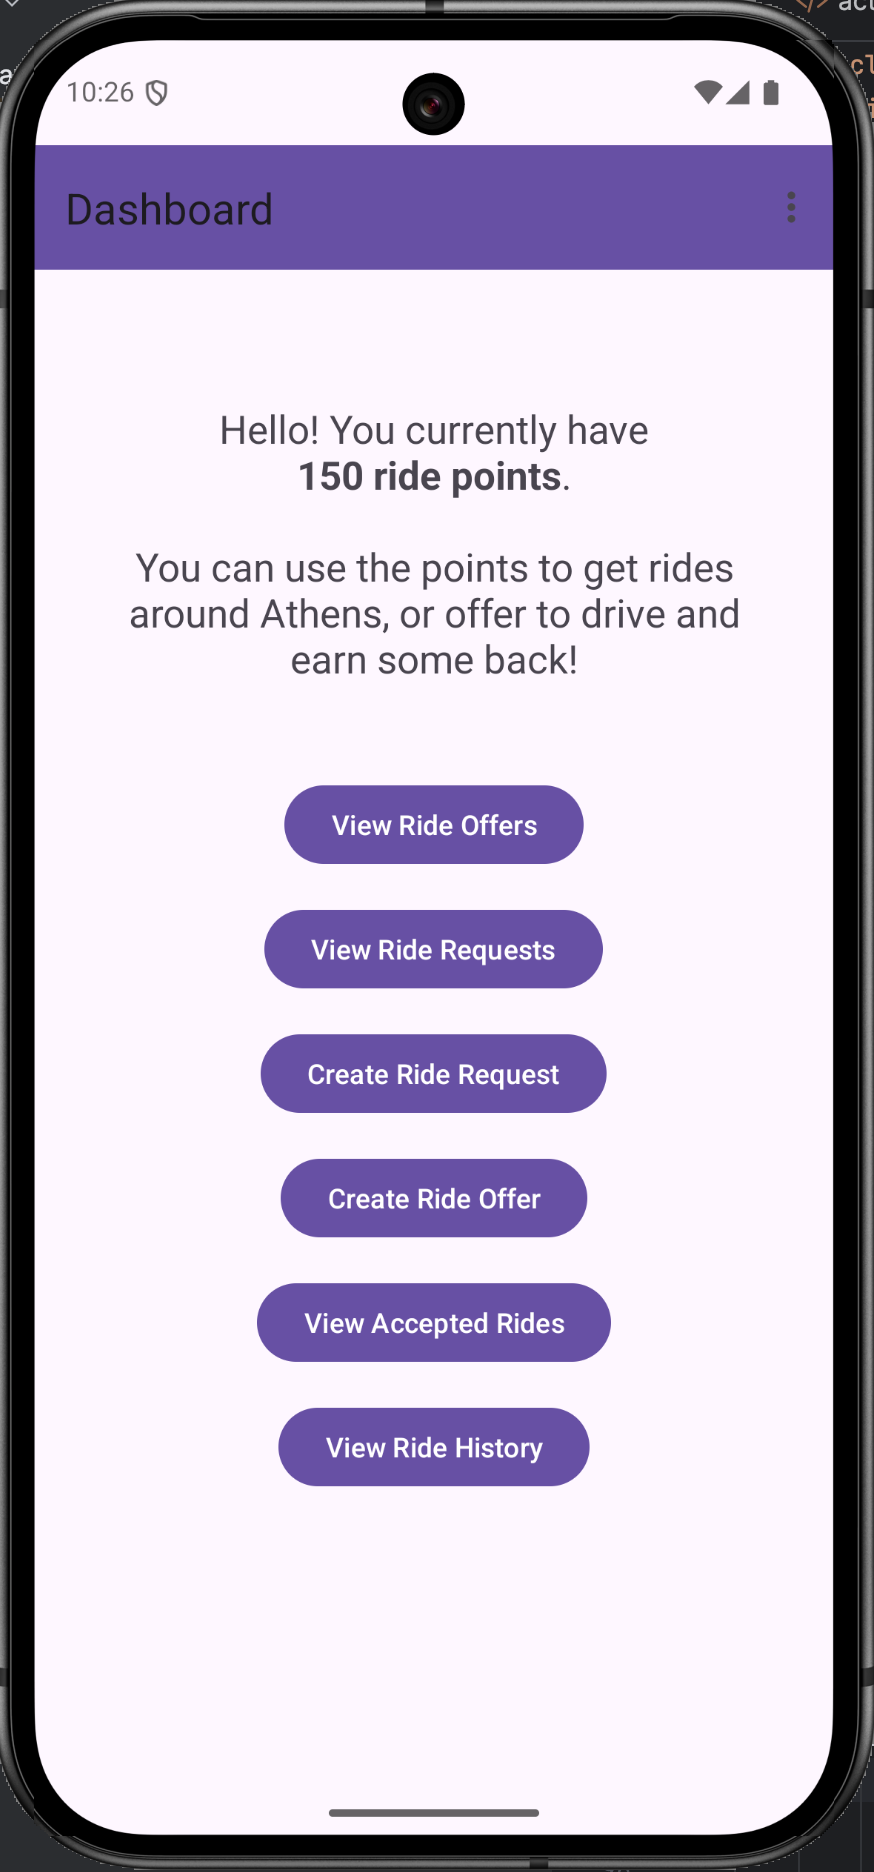 10:26
Dashboard
Hello! You currently have
150 ride points.
You can use the points to get rides
around Athens, or offer to drive and
earn some back!
View Ride Offers
View Ride Requests
Create Ride Request
Create Ride Offer
View Accepted Rides
View Ride History